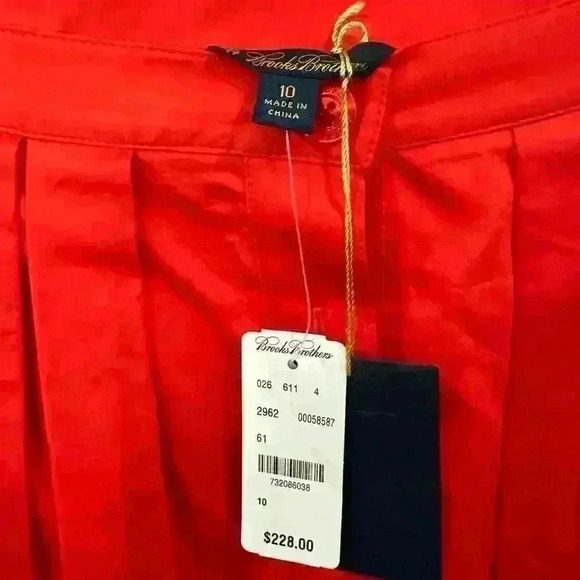 Brooks Brothers
10
MADE IN
CHINA
Brooks Brothers
026 611 4
2962 00058587
61
732086038
10
$228.00